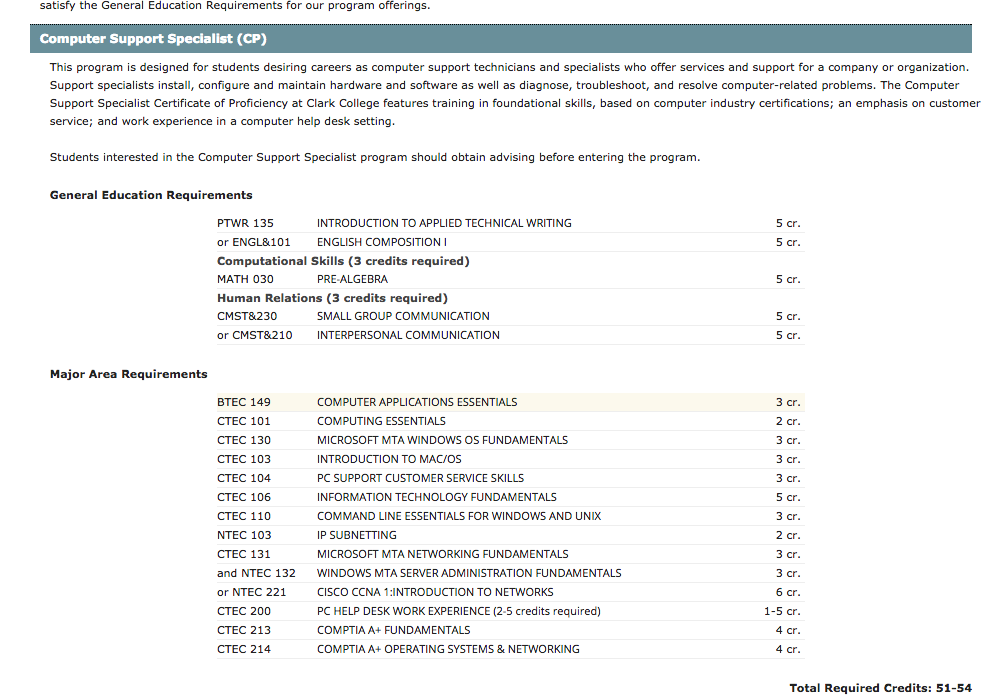 satisfy the General Education Requirements for our program offerings.
Computer Support Specialist (CP)
This program is designed for students desiring careers as computer support technicians and specialists who offer services and support for a company or organization.
Support specialists install, configure and maintain hardware and software as well as diagnose, troubleshoot, and resolve computer-related problems. The Computer
Support Specialist Certificate of Proficiency at Clark College features training in foundational skills, based on computer industry certifications; an emphasis on customer
service; and work experience in a computer help desk setting.
Students interested in the Computer Support Specialist program should obtain advising before entering the program.
General Education Requirements
PTWR 135 INTRODUCTION TO APPLIED TECHNICAL WRITING 5 cr.
or ENGL&101 ENGLISH COMPOSITION I 5 cr.
Computational Skills (3 credits required)
MATH 030 PRE-ALGEBRA 5 cr.
Human Relations (3 credits required)
CMST&230 SMALL GROUP COMMUNICATION 5 cr.
or CMST&210 INTERPERSONAL COMMUNICATION 5 cr.
Major Area Requirements
BTEC 149 COMPUTER APPLICATIONS ESSENTIALS 3 cr.
CTEC 101 COMPUTING ESSENTIALS 2 cr.
CTEC 130 MICROSOFT MTA WINDOWS OS FUNDAMENTALS 3 cr.
CTEC 103 INTRODUCTION TO MAC/OS 3 cr.
CTEC 104 PC SUPPORT CUSTOMER SERVICE SKILLS 3 cr.
CTEC 106 INFORMATION TECHNOLOGY FUNDAMENTALS 5 cr.
CTEC 110 COMMAND LINE ESSENTIALS FOR WINDOWS AND UNIX 3 cr.
NTEC 103 IP SUBNETTING 2 cr.
CTEC 131 MICROSOFT MTA NETWORKING FUNDAMENTALS 3 cr.
and NTEC 132 WINDOWS MTA SERVER ADMINISTRATION FUNDAMENTALS 3 cr.
or NTEC 221 CISCO CCNA 1:INTRODUCTION TO NETWORKS 6 cr.
CTEC 200 PC HELP DESK WORK EXPERIENCE (2-5 credits required) 1-5 cr.
CTEC 213 COMPTIA A+ FUNDAMENTALS 4 cr.
CTEC 214 COMPTIA A+ OPERATING SYSTEMS & NETWORKING 4 cr.
Total Required Credits: 51-54